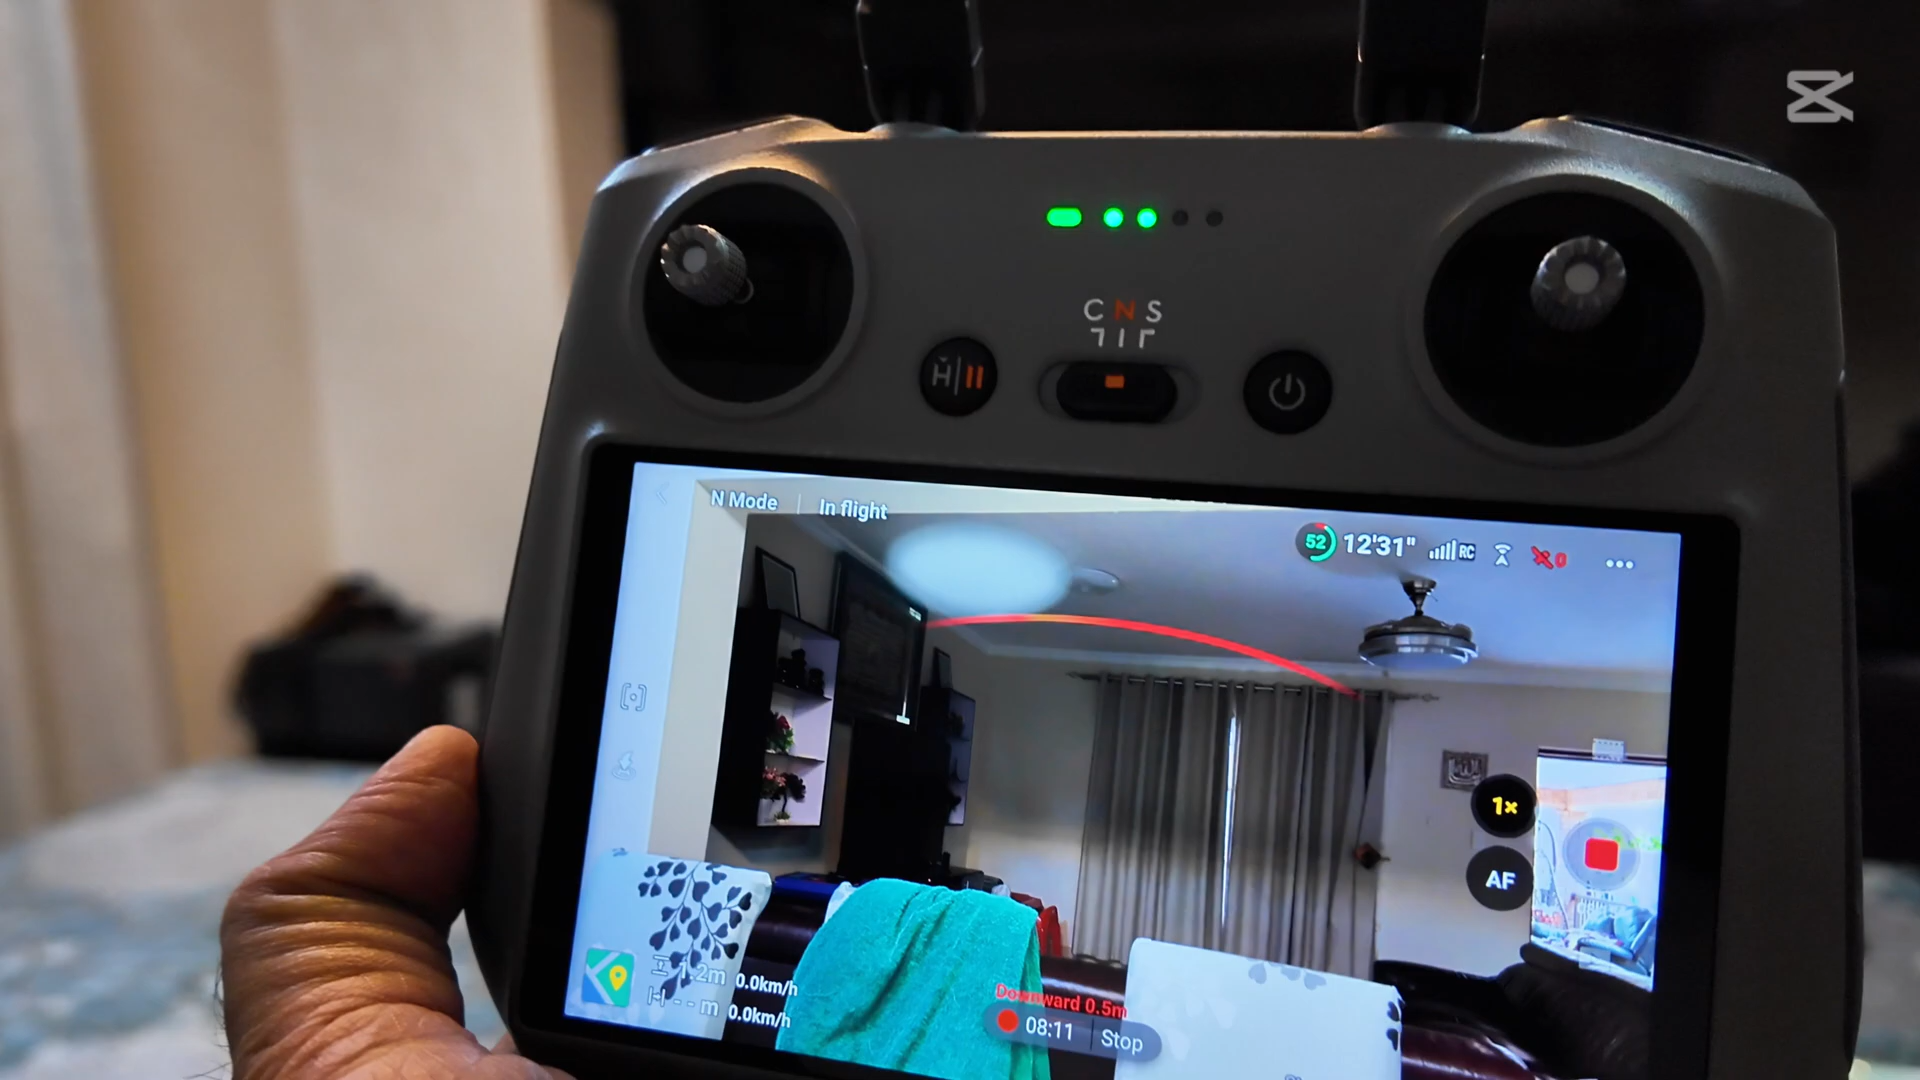 C N S
H
N Mode | In flight
52 12'31" RC 0
1x
AF
1.2m 0.0km/h
H -- m 0.0km/h
Downward 0.5m
08:11 | Stop